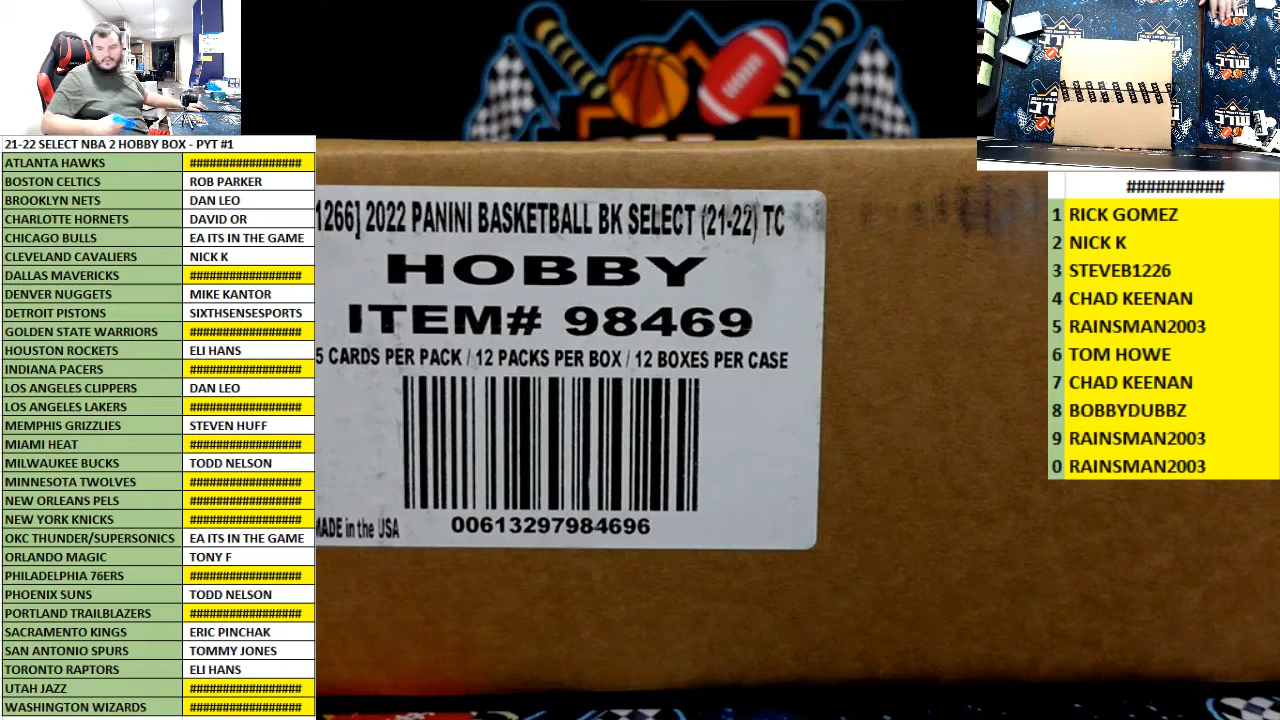 21-22 SELECT NBA 2 HOBBY BOX - PYT #1
ATLANTA HAWKS #################
BOSTON CELTICS ROB PARKER
BROOKLYN NETS DAN LEO
CHARLOTTE HORNETS DAVID OR
CHICAGO BULLS EA ITS IN THE GAME
CLEVELAND CAVALIERS NICK K
DALLAS MAVERICKS #################
DENVER NUGGETS MIKE KANTOR
DETROIT PISTONS SIXTHSENSESPORTS
GOLDEN STATE WARRIORS #################
HOUSTON ROCKETS ELI HANS
INDIANA PACERS #################
LOS ANGELES CLIPPERS DAN LEO
LOS ANGELES LAKERS #################
MEMPHIS GRIZZLIES STEVEN HUFF
MIAMI HEAT #################
MILWAUKEE BUCKS TODD NELSON
MINNESOTA TWOLVES #################
NEW ORLEANS PELS #################
NEW YORK KNICKS #################
OKC THUNDER/SUPERSONICS EA ITS IN THE GAME
ORLANDO MAGIC TONY F
PHILADELPHIA 76ERS #################
PHOENIX SUNS TODD NELSON
PORTLAND TRAILBLAZERS #################
SACRAMENTO KINGS ERIC PINCHAK
SAN ANTONIO SPURS TOMMY JONES
TORONTO RAPTORS ELI HANS
UTAH JAZZ #################
WASHINGTON WIZARDS #################
1266] 2022 PANINI BASKETBALL BK SELECT (21-22) TC
HOBBY
ITEM# 98469
5 CARDS PER PACK / 12 PACKS PER BOX / 12 BOXES PER CASE
MADE in the USA
00613297984696
##########
1 RICK GOMEZ
2 NICK K
3 STEVEB1226
4 CHAD KEENAN
5 RAINSMAN2003
6 TOM HOWE
7 CHAD KEENAN
8 BOBBYDUBBZ
9 RAINSMAN2003
0 RAINSMAN2003